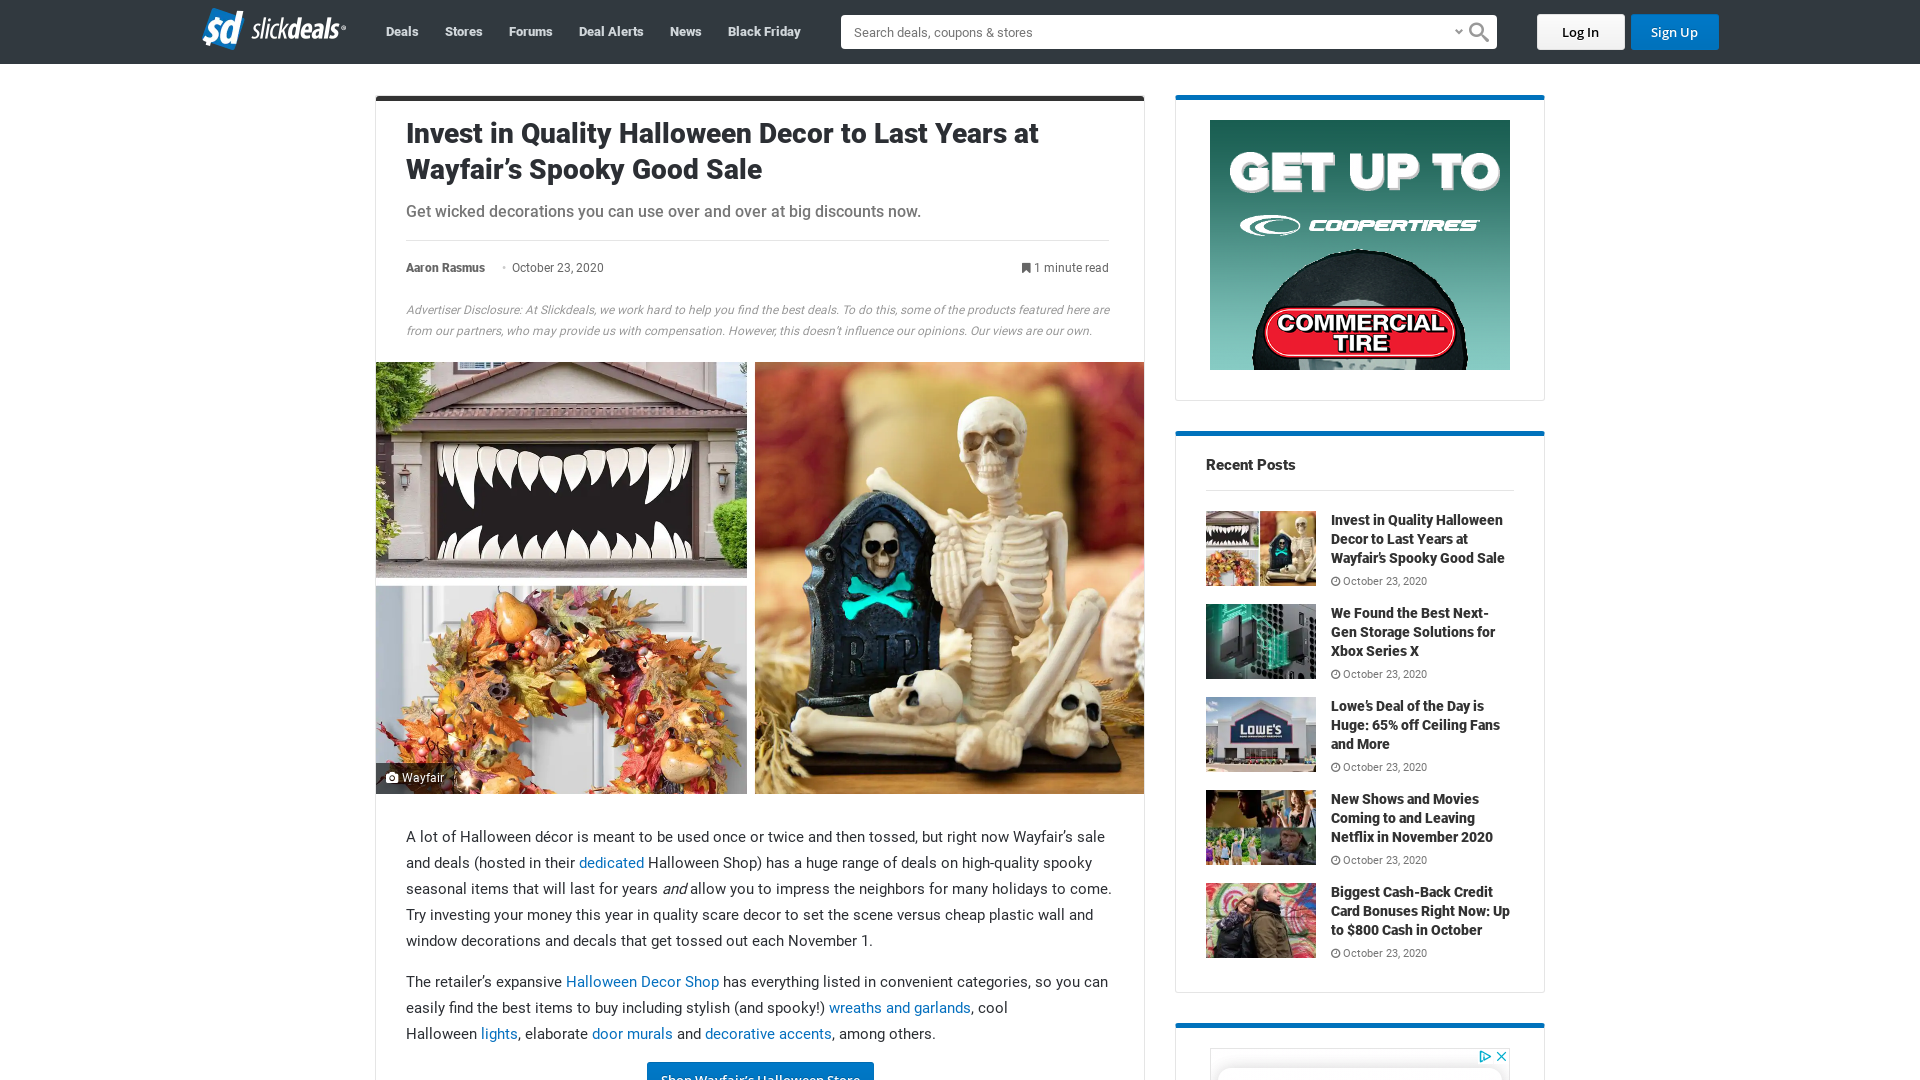 $d slickdeals
Deals Stores Forums Deal Alerts News Black Friday
Search deals, coupons & stores
Log In Sign Up
Invest in Quality Halloween Decor to Last Years at
Wayfair’s Spooky Good Sale
Get wicked decorations you can use over and over at big discounts now.
Aaron Rasmus • October 23, 2020
1 minute read
Advertiser Disclosure: At Slickdeals, we work hard to help you find the best deals. To do this, some of the products featured here are
from our partners, who may provide us with compensation. However, this doesn’t influence our opinions. Our views are our own.
RIP
Wayfair
A lot of Halloween décor is meant to be used once or twice and then tossed, but right now Wayfair’s sale
and deals (hosted in their dedicated Halloween Shop) has a huge range of deals on high-quality spooky
seasonal items that will last for years and allow you to impress the neighbors for many holidays to come.
Try investing your money this year in quality scare decor to set the scene versus cheap plastic wall and
window decorations and decals that get tossed out each November 1.
The retailer’s expansive Halloween Decor Shop has everything listed in convenient categories, so you can
easily find the best items to buy including stylish (and spooky!) wreaths and garlands, cool
Halloween lights, elaborate door murals and decorative accents, among others.
Shop Wayfair’s Halloween Store
GET UP TO
COOPERTIRES
COMMERCIAL
TIRE
Recent Posts
Invest in Quality Halloween
Decor to Last Years at
Wayfair’s Spooky Good Sale
October 23, 2020
We Found the Best Next-
Gen Storage Solutions for
Xbox Series X
October 23, 2020
LOWE'S
Lowe’s Deal of the Day is
Huge: 65% off Ceiling Fans
and More
October 23, 2020
New Shows and Movies
Coming to and Leaving
Netflix in November 2020
October 23, 2020
Biggest Cash-Back Credit
Card Bonuses Right Now: Up
to $800 Cash in October
October 23, 2020